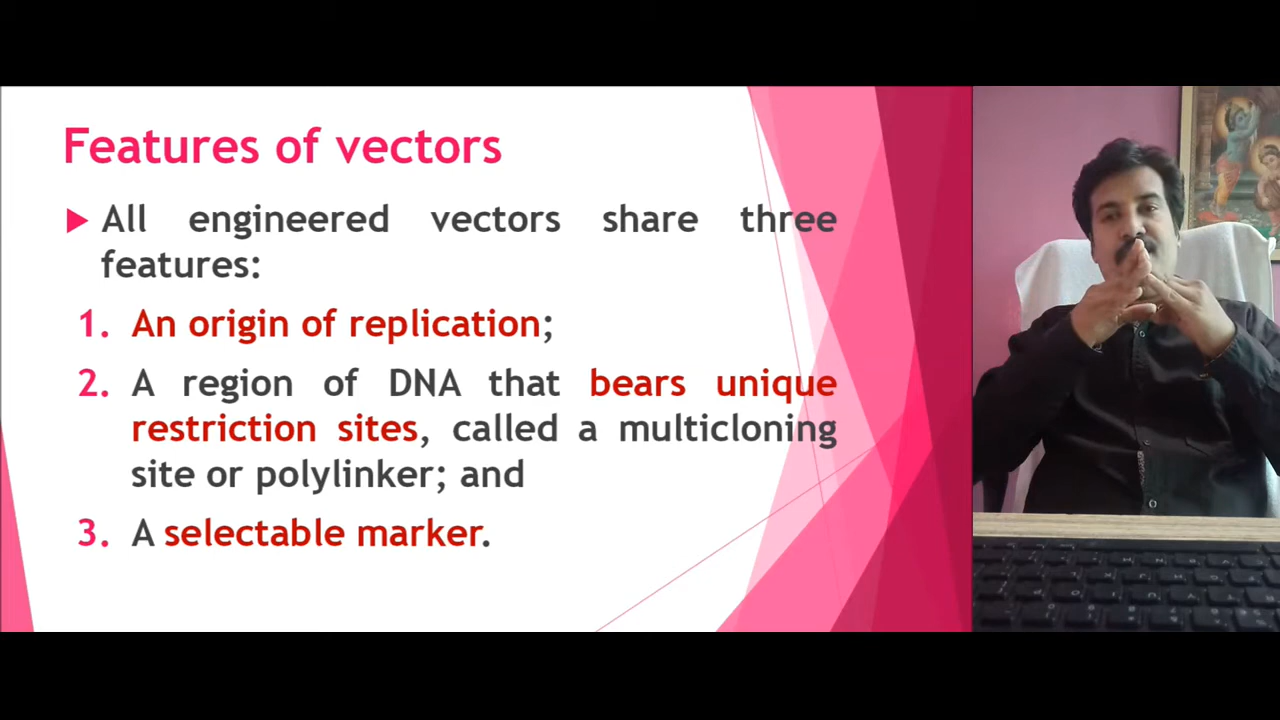 Features of vectors
All engineered vectors share three
features:
1. An origin of replication;
2. A region of DNA that bears unique
restriction sites, called a multicloning
site or polylinker; and
3. A selectable marker.